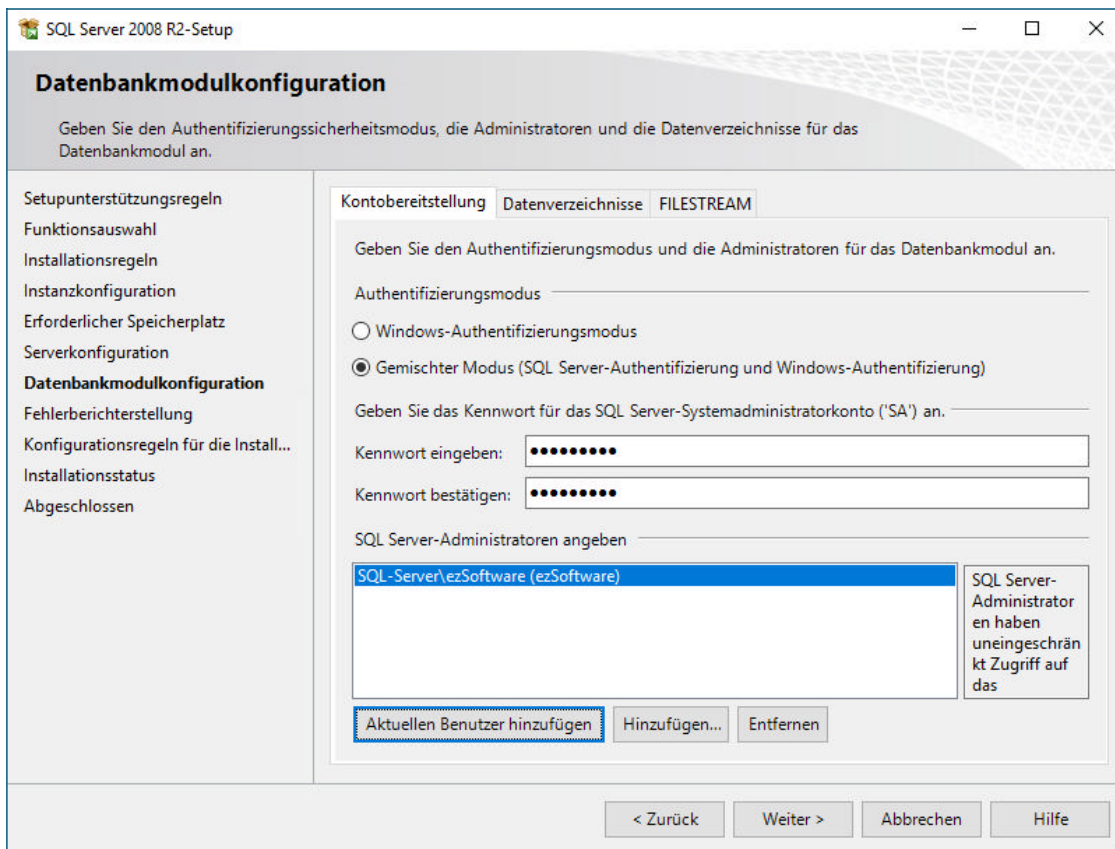 SQL Server 2008 R2-Setup
Datenbankmodulkonfiguration
Geben Sie den Authentifizierungssicherheitsmodus, die Administratoren und die Datenverzeichnisse für das
Datenbankmodul an.
Setupunterstützungsregeln
Funktionsauswahl
Installationsregeln
Instanzkonfiguration
Erforderlicher Speicherplatz
Serverkonfiguration
Datenbankmodulkonfiguration
Fehlerberichterstellung
Konfigurationsregeln für die Install...
Installationsstatus
Abgeschlossen
Kontobereitstellung Datenverzeichnisse FILESTREAM
Geben Sie den Authentifizierungsmodus und die Administratoren für das Datenbankmodul an.
Authentifizierungsmodus
Windows-Authentifizierungsmodus
Gemischter Modus (SQL Server-Authentifizierung und Windows-Authentifizierung)
Geben Sie das Kennwort für das SQL Server-Systemadministratorkonto ('SA') an.
Kennwort eingeben: •••••••••
Kennwort bestätigen: •••••••••
SQL Server-Administratoren angeben
SQL-Server\ezSoftware (ezSoftware)
SQL Server-
Administrator
en haben
uneingeschrän
kt Zugriff auf
das
Aktuellen Benutzer hinzufügen Hinzufügen... Entfernen
< Zurück Weiter > Abbrechen Hilfe